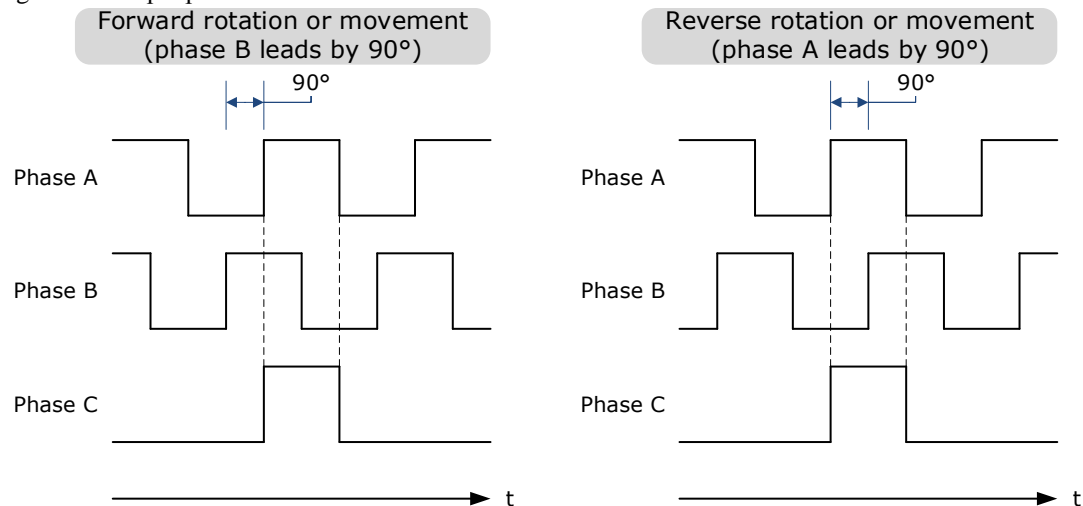 Forward rotation or movement
(phase B leads by 90°)
90°
Phase A
Phase B
Phase C
t
Reverse rotation or movement
(phase A leads by 90°)
90°
Phase A
Phase B
Phase C
t